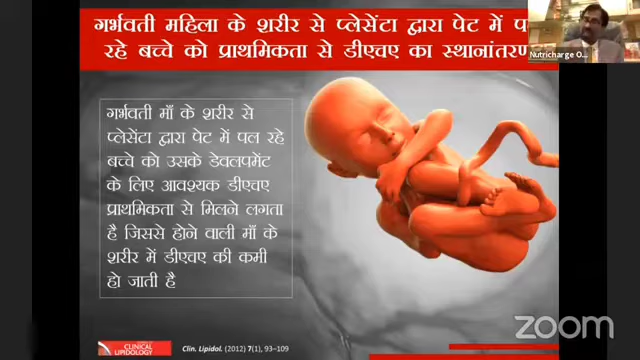 गर्भवती महिला के शरीर से प्लेसेंटा द्वारा पेट में
रहे बच्चे को प्राथमिकता से डीएचए का स्थानांतरण
Nutricharge O...
गर्भवती माँ के शरीर से
प्लेसेंटा द्वारा पेट में पल रहे
बच्चे को उसके डेवलपमेंट
के लिए आवश्यक डीएचए
प्राथमिकता से मिलने लगता
है जिससे होने वाली माँ के
शरीर में डीएचए की कमी
हो जाती है
CLINICAL
LIPIDOLOGY
Clin. Lipidol. (2012) 7(1), 93–109
zoom